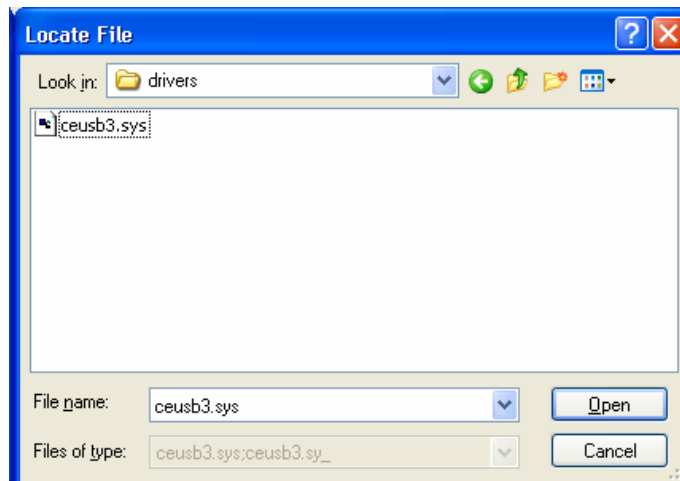 Locate File
Look in: drivers
ceusb3.sys
File name: ceusb3.sys Open
Files of type: ceusb3.sys;ceusb3.sy_ Cancel